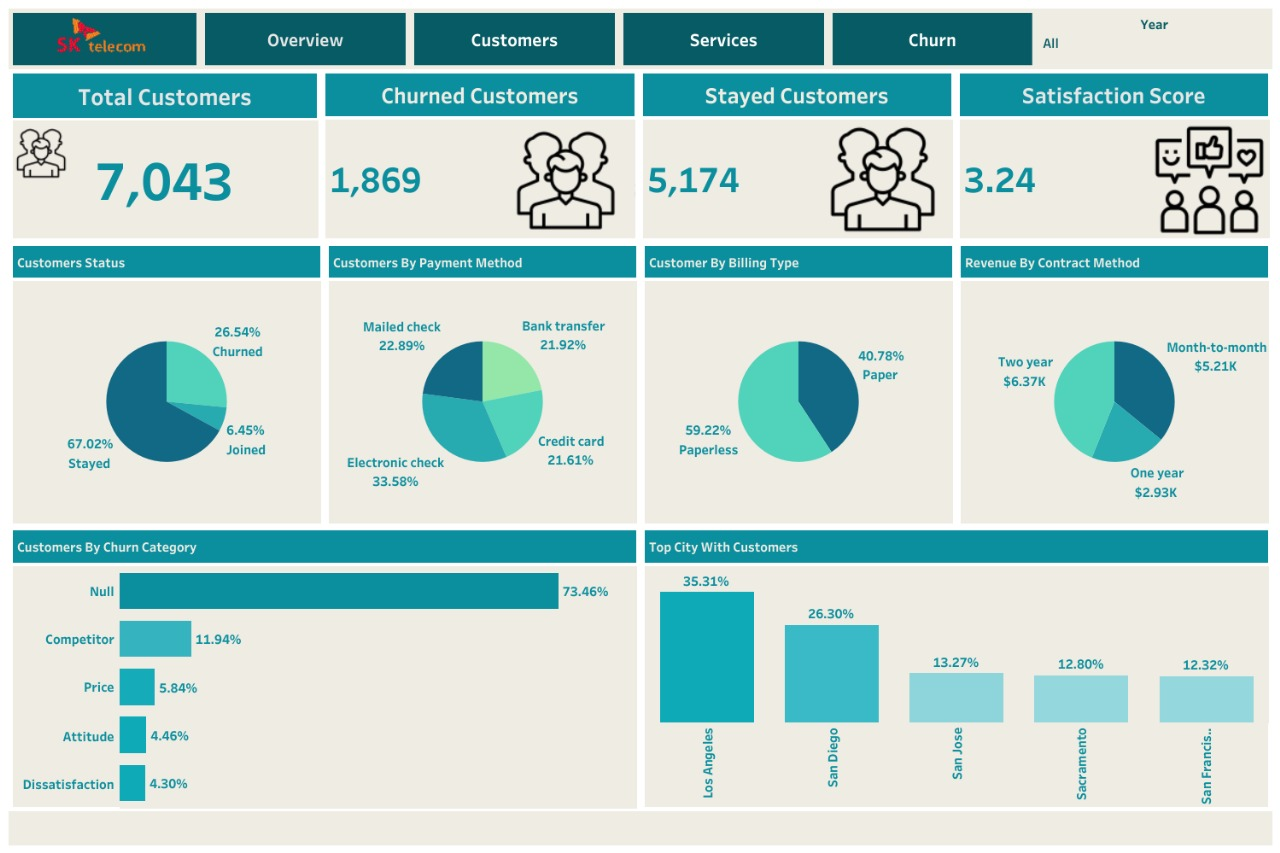 SK telecom
Overview
Customers
Services
Churn
Year
All
Total Customers
Churned Customers
Stayed Customers
Satisfaction Score
7,043
1,869
5,174
3.24
Customers Status
Customers By Payment Method
Customer By Billing Type
Revenue By Contract Method
26.54%
Churned
6.45%
Joined
67.02%
Stayed
Mailed check
22.89%
Bank transfer
21.92%
Credit card
21.61%
Electronic check
33.58%
40.78%
Paper
59.22%
Paperless
Month-to-month
$5.21K
Two year
$6.37K
One year
$2.93K
Customers By Churn Category
Null
73.46%
Competitor
11.94%
Price
5.84%
Attitude
4.46%
Dissatisfaction
4.30%
Top City With Customers
35.31%
26.30%
13.27%
12.80%
12.32%
Los Angeles
San Diego
San Jose
Sacramento
San Francis..